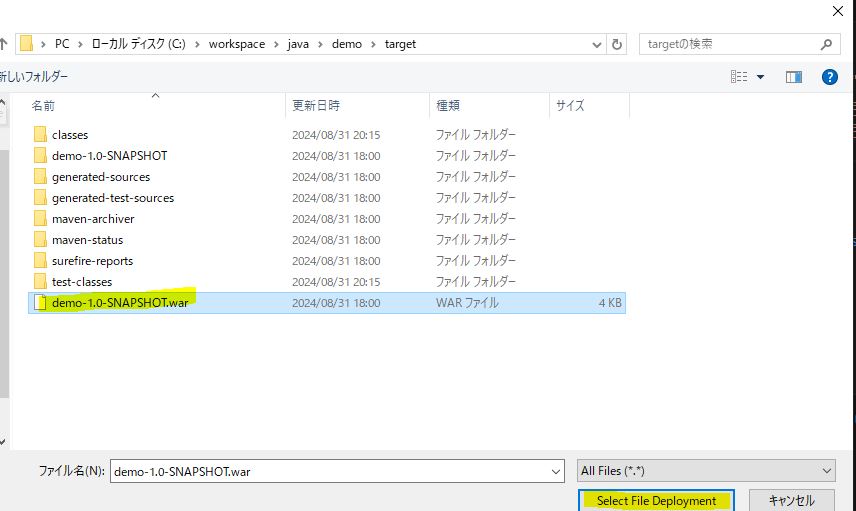 PC › ローカル ディスク (C:) › workspace › java › demo › target
targetの検索
新しいフォルダー
名前 更新日時 種類 サイズ
classes 2024/08/31 20:15 ファイル フォルダー
demo-1.0-SNAPSHOT 2024/08/31 18:00 ファイル フォルダー
generated-sources 2024/08/31 18:00 ファイル フォルダー
generated-test-sources 2024/08/31 18:00 ファイル フォルダー
maven-archiver 2024/08/31 18:00 ファイル フォルダー
maven-status 2024/08/31 18:00 ファイル フォルダー
surefire-reports 2024/08/31 18:00 ファイル フォルダー
test-classes 2024/08/31 20:15 ファイル フォルダー
demo-1.0-SNAPSHOT.war 2024/08/31 18:00 WAR ファイル 4 KB
ファイル名(N): demo-1.0-SNAPSHOT.war All Files (*.*)
Select File Deployment キャンセル